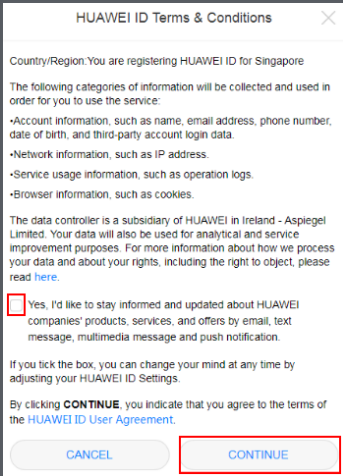 HUAWEI ID Terms & Conditions
Country/Region:You are registering HUAWEI ID for Singapore
The following categories of information will be collected and used in
order for you to use the service:
•Account information, such as name, email address, phone number,
date of birth, and third-party account login data.
•Network information, such as IP address.
•Service usage information, such as operation logs.
•Browser information, such as cookies.
The data controller is a subsidiary of HUAWEI in Ireland - Aspiegel
Limited. Your data will also be used for analytical and service
improvement purposes. For more information about how we process
your data and about your rights, including the right to object, please
read here.
Yes, I'd like to stay informed and updated about HUAWEI
companies' products, services, and offers by email, text
message, multimedia message and push notification.
If you tick the box, you can change your mind at any time by
adjusting your HUAWEI ID Settings.
By clicking CONTINUE, you indicate that you agree to the terms of
the HUAWEI ID User Agreement.
CANCEL
CONTINUE